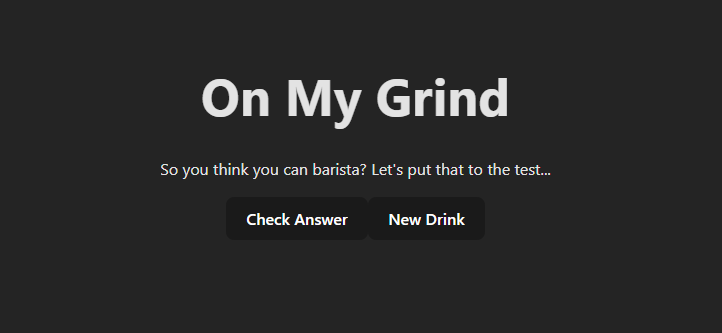 On My Grind
So you think you can barista? Let's put that to the test...
Check Answer New Drink